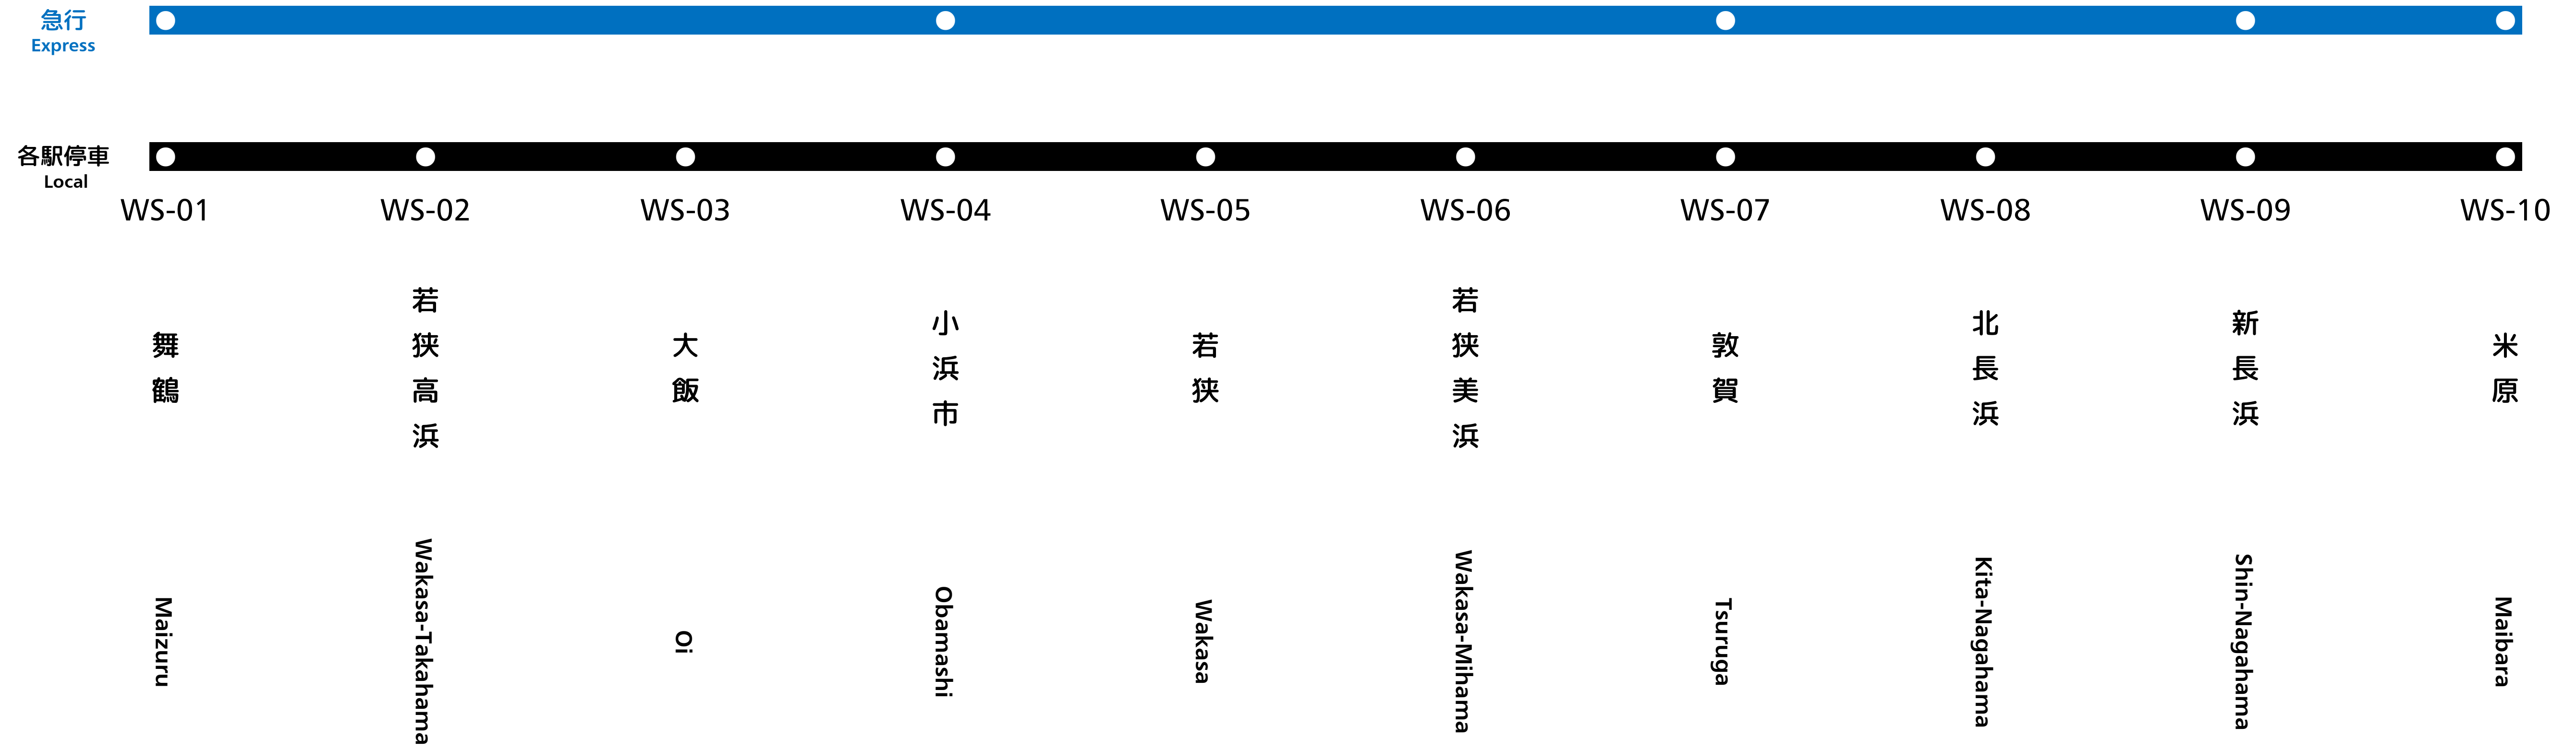 急行
Express
各駅停車
Local
WS-01
WS-02
WS-03
WS-04
WS-05
WS-06
WS-07
WS-08
WS-09
WS-10
舞鶴
若狭高浜
大飯
小浜市
若狭
若狭美浜
敦賀
北長浜
新長浜
米原
Maizuru
Wakasa-Takahama
Oi
Obamashi
Wakasa
Wakasa-Mihama
Tsuruga
Kita-Nagahama
Shin-Nagahama
Maibara